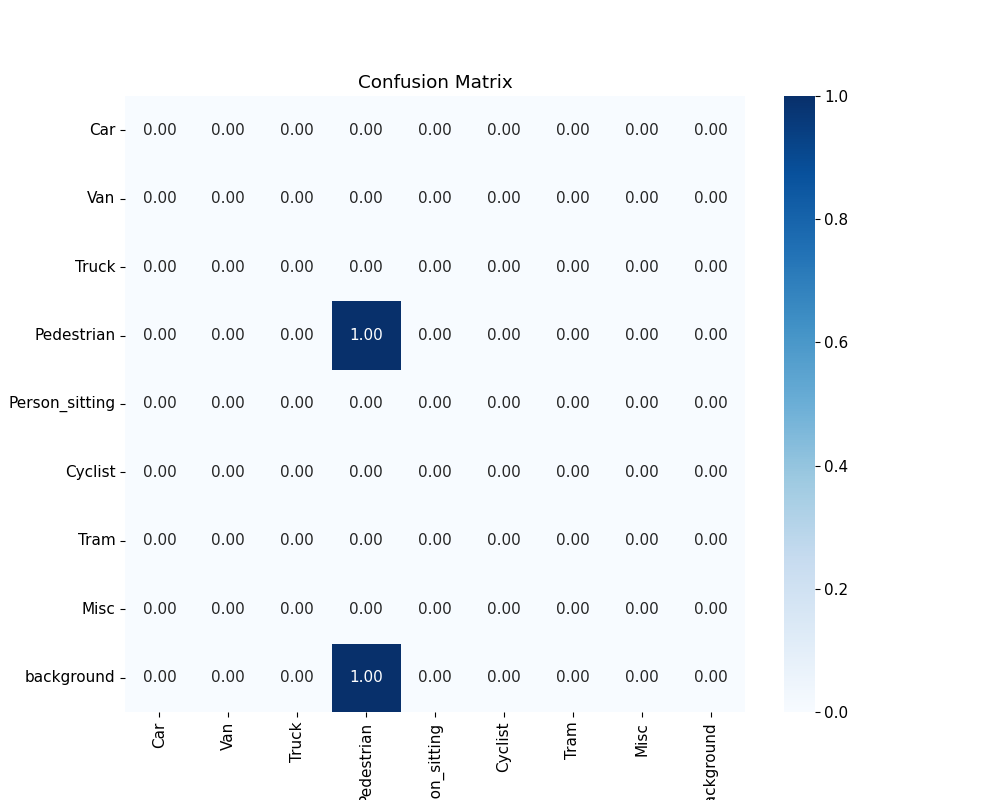 Confusion Matrix
Car 0.00 0.00 0.00 0.00 0.00 0.00 0.00 0.00 0.00
Van 0.00 0.00 0.00 0.00 0.00 0.00 0.00 0.00 0.00
Truck 0.00 0.00 0.00 0.00 0.00 0.00 0.00 0.00 0.00
Pedestrian 0.00 0.00 0.00 1.00 0.00 0.00 0.00 0.00 0.00
Person_sitting 0.00 0.00 0.00 0.00 0.00 0.00 0.00 0.00 0.00
Cyclist 0.00 0.00 0.00 0.00 0.00 0.00 0.00 0.00 0.00
Tram 0.00 0.00 0.00 0.00 0.00 0.00 0.00 0.00 0.00
Misc 0.00 0.00 0.00 0.00 0.00 0.00 0.00 0.00 0.00
background 0.00 0.00 0.00 1.00 0.00 0.00 0.00 0.00 0.00
Car
Van
Truck
Pedestrian
on_sitting
Cyclist
Tram
Misc
ackground
1.0
0.8
0.6
0.4
0.2
0.0